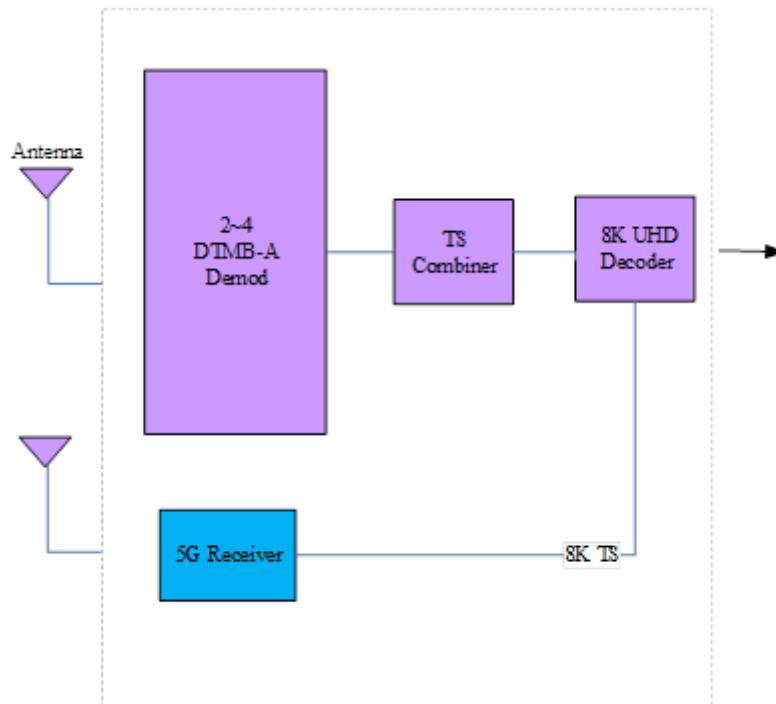 Antenna
2~4
DTMB-A
Demod
TS
Combiner
8K UHD
Decoder
5G Receiver
8K TS